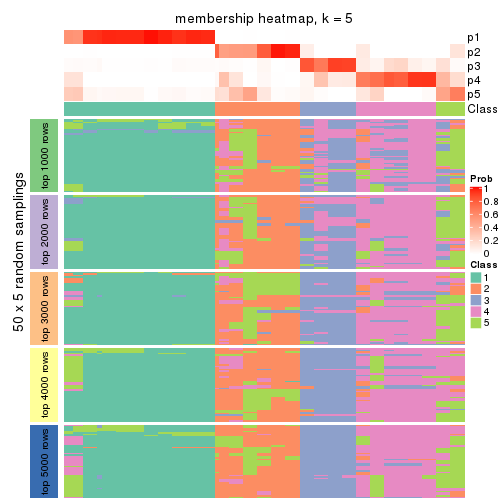 membership heatmap, k = 5
p1
p2
p3
p4
p5
Class
50 x 5 random samplings
top 1000 rows
top 2000 rows
top 3000 rows
top 4000 rows
top 5000 rows
Prob
1
0.8
0.6
0.4
0.2
0
Class
1
2
3
4
5